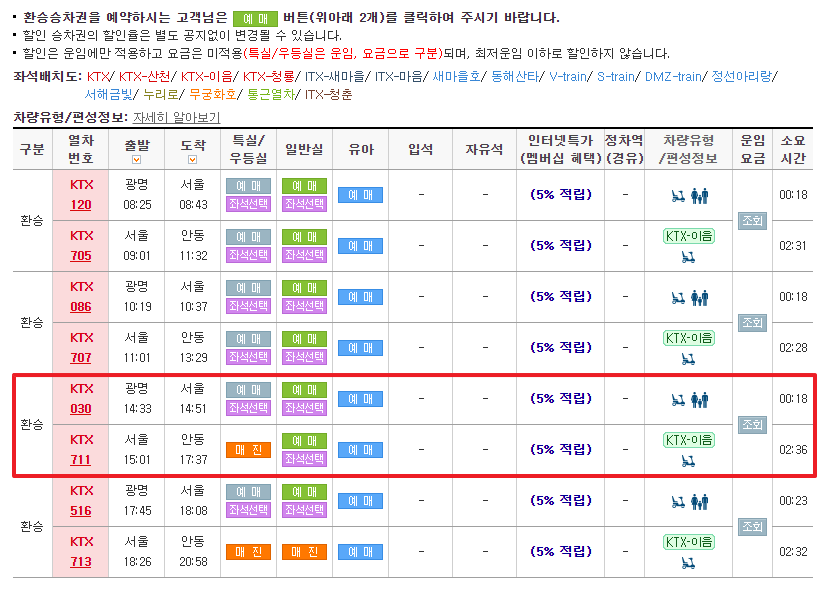 • 환승승차권을 예약하시는 고객님은 예 매 버튼(위아래 2개)를 클릭하여 주시기 바랍니다.
• 할인 승차권의 할인율은 별도 공지없이 변경될 수 있습니다.
• 할인은 운임에만 적용하고 요금은 미적용(특실/우등실은 운임, 요금으로 구분)되며, 최저운임 이하로 할인하지 않습니다.
좌석배치도: KTX/ KTX-산천/ KTX-이음/ KTX-청룡/ ITX-새마을/ ITX-마음/ 새마을호/ 동해산타/ V-train/ S-train/ DMZ-train/ 정선아리랑/
서해금빛/ 누리로/ 무궁화호/ 통근열차/ ITX-청춘
차량유형/편성정보: 자세히 알아보기
구분 열차 번호 출발 도착 특실/ 우등실 일반실 유아 입석 자유석 인터넷특가 (멤버십 혜택) 정차역 (경유) 차량유형 /편성정보 운임 요금 소요 시간
환승
KTX 광명 서울 예 매 예 매 예 매 - - (5% 적립) - 00:18
120 08:25 08:43 좌석선택 좌석선택
조회
KTX 서울 안동 예 매 예 매 예 매 - - (5% 적립) - KTX-이음 02:31
705 09:01 11:32 좌석선택 좌석선택
환승
KTX 광명 서울 예 매 예 매 예 매 - - (5% 적립) - 00:18
086 10:19 10:37 좌석선택 좌석선택
조회
KTX 서울 안동 예 매 예 매 예 매 - - (5% 적립) - KTX-이음 02:28
707 11:01 13:29 좌석선택 좌석선택
환승
KTX 광명 서울 예 매 예 매 예 매 - - (5% 적립) - 00:18
030 14:33 14:51 좌석선택 좌석선택
조회
KTX 서울 안동 매 진 예 매 예 매 - - (5% 적립) - KTX-이음 02:36
711 15:01 17:37 좌석선택
환승
KTX 광명 서울 예 매 예 매 예 매 - - (5% 적립) - 00:23
516 17:45 18:08 좌석선택 좌석선택
조회
KTX 서울 안동 매 진 매 진 예 매 - - (5% 적립) - KTX-이음 02:32
713 18:26 20:58